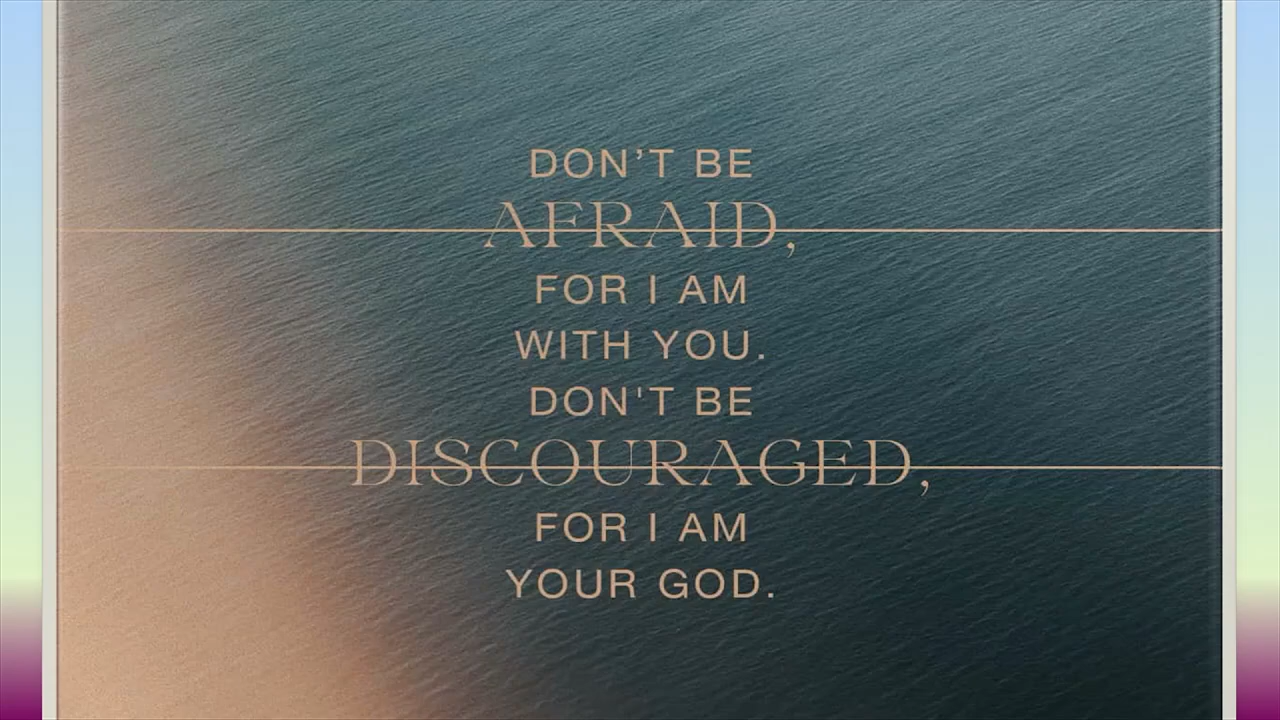 DON’T BE
AFRAID,
FOR I AM
WITH YOU.
DON'T BE
DISCOURAGED,
FOR I AM
YOUR GOD.